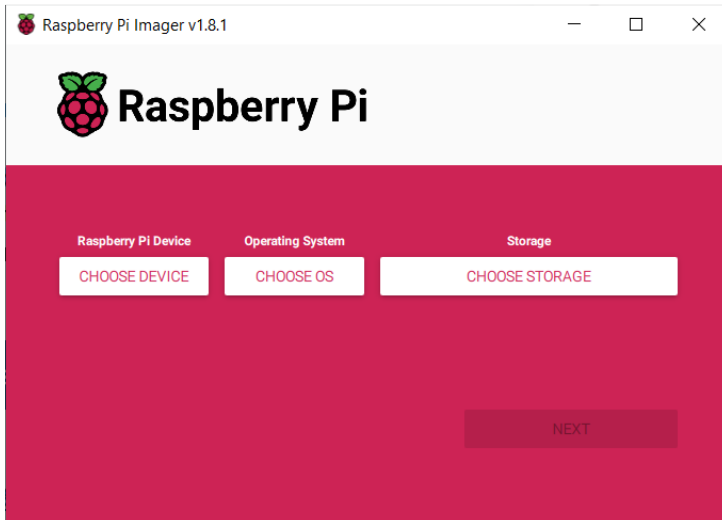 Raspberry Pi Imager v1.8.1
Raspberry Pi
Raspberry Pi Device Operating System Storage
CHOOSE DEVICE CHOOSE OS CHOOSE STORAGE
NEXT